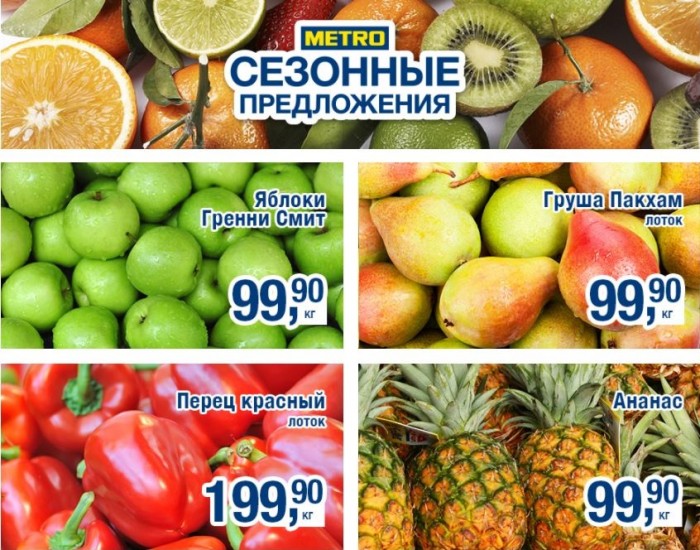 METRO
СЕЗОННЫЕ
ПРЕДЛОЖЕНИЯ
Яблоки
Гренни Смит
99,90
кг
Груша Пакхам
лоток
99,90
кг
Перец красный
лоток
199,90
кг
Ананас
99,90
кг